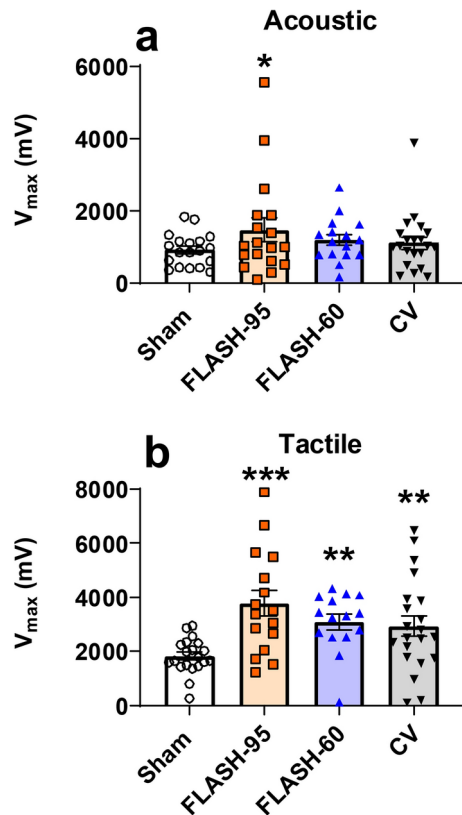 a
Acoustic
*
6000
4000
2000
0
Vmax (mV)
Sham
FLASH-95
FLASH-60
CV
b
Tactile
***
**
**
8000
6000
4000
2000
0
Vmax (mV)
Sham
FLASH-95
FLASH-60
CV